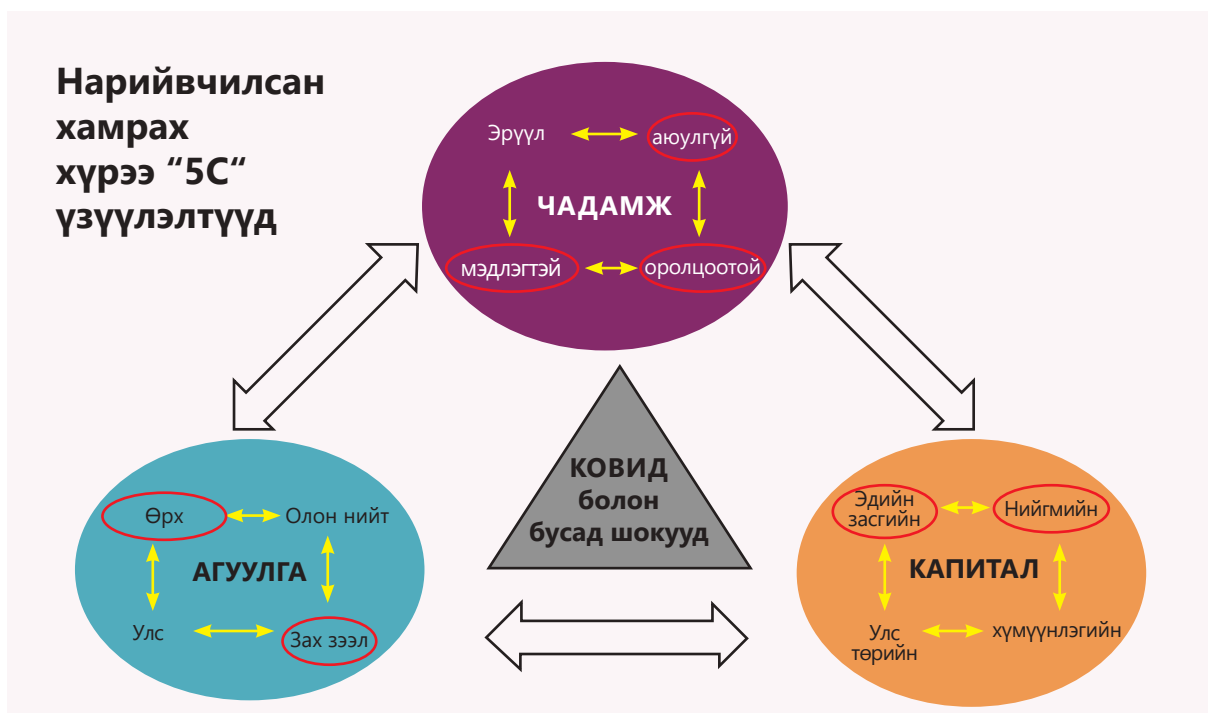 Нарийвчилсан
хамрах
хүрээ “5С“
үзүүлэлтүүд
Эрүүл
аюулгүй
ЧАДАМЖ
мэдлэгтэй
оролцоотой
КОВИД
болон
бусад шокууд
Өрх
Олон нийт
АГУУЛГА
Улс
Зах зээл
Эдийн
засгийн
Нийгмийн
КАПИТАЛ
Улс
төрийн
хүмүүнлэгийн